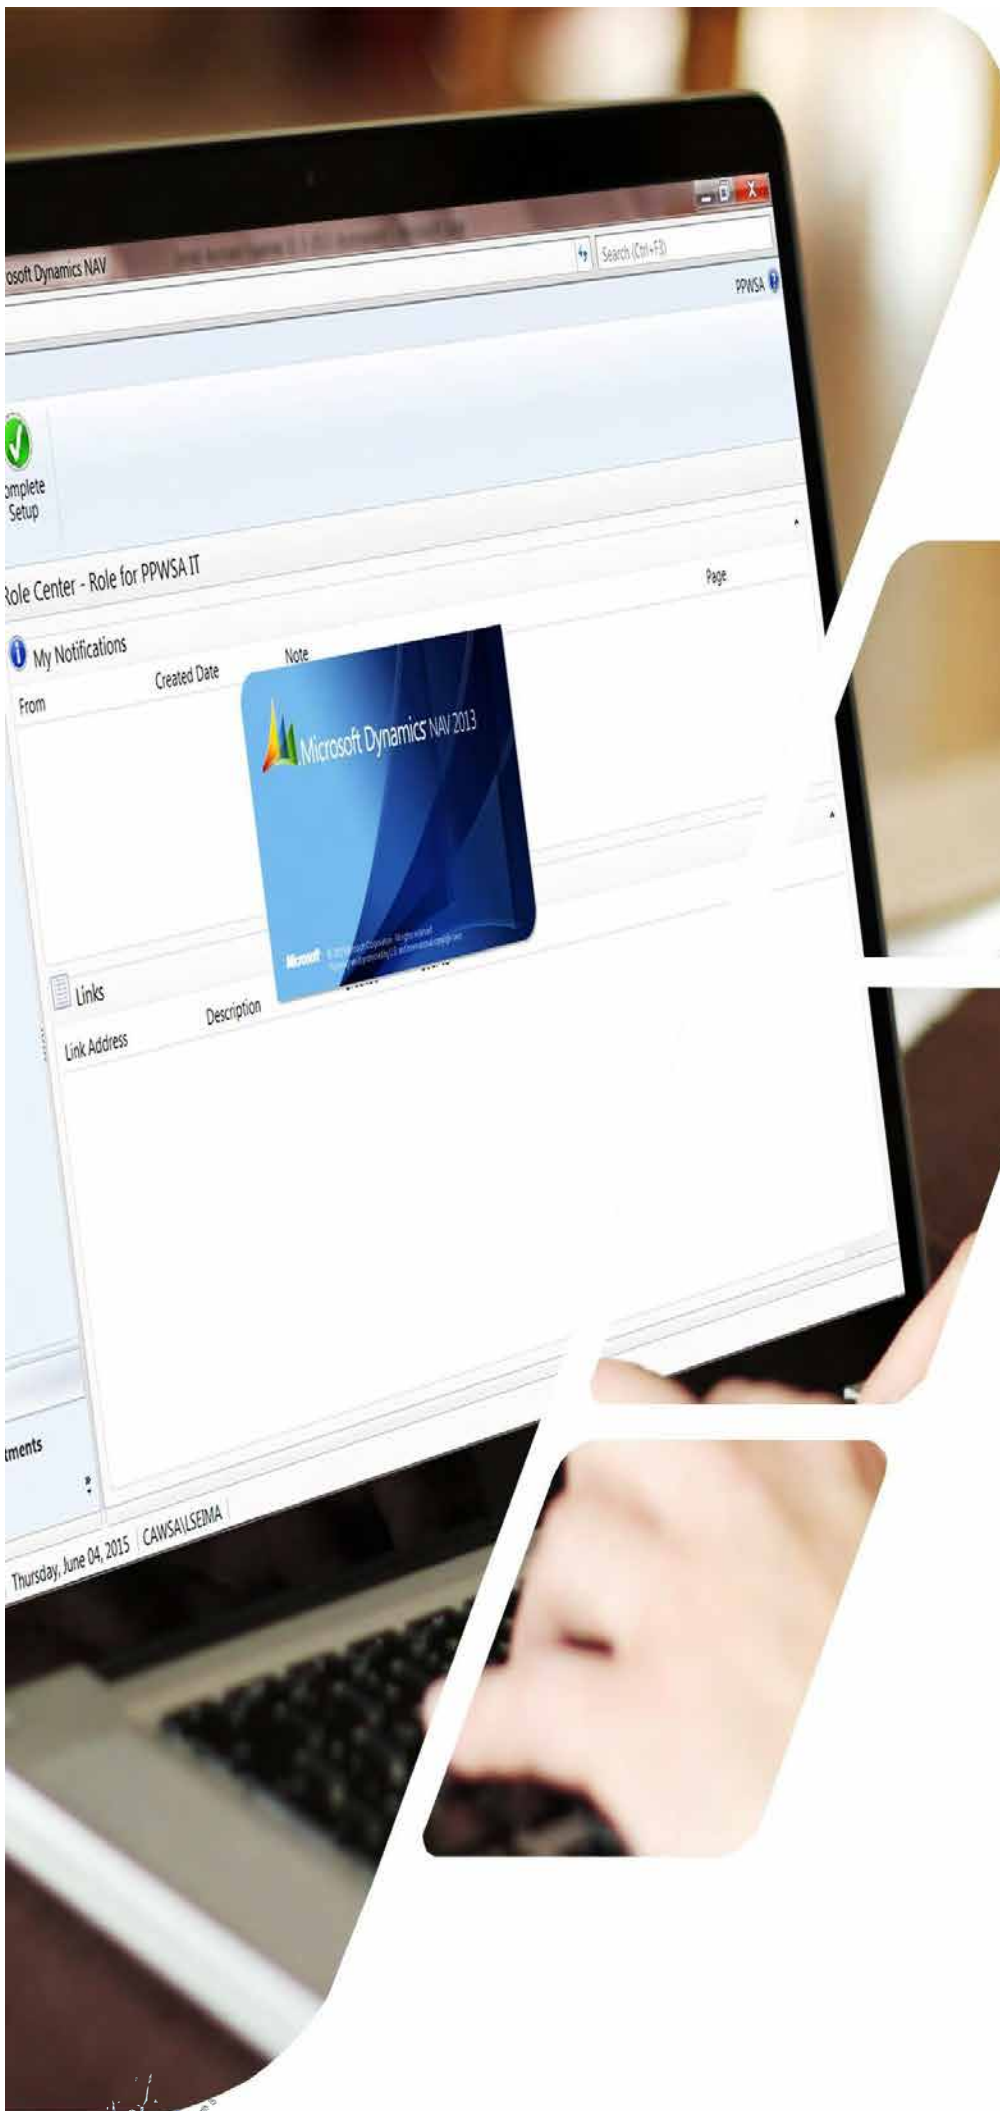 osoft Dynamics NAV
Search (Ctrl+F3)
PPWSA
omplete
Setup
Role Center - Role for PPWSA IT
My Notifications
From
Created Date
Note
Page
Microsoft Dynamics NAV 2013
Microsoft
Links
Link Address
Description
tments
Thursday, June 04, 2015
CAWSA\LSEIMA